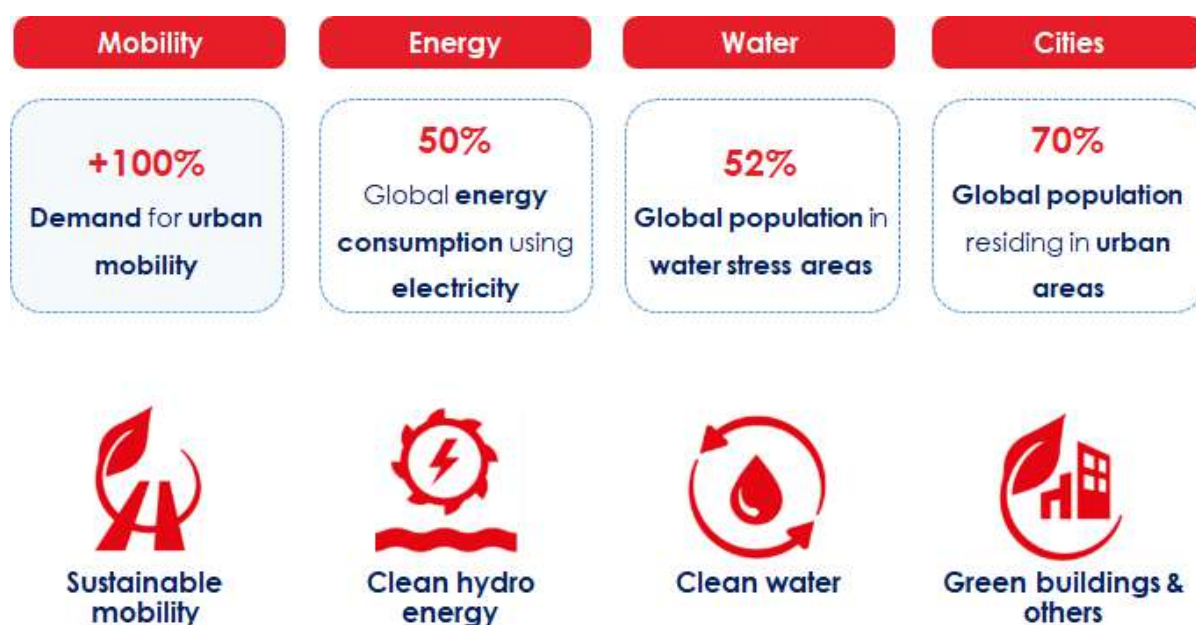 Mobility
Energy
Water
Cities
+100%
Demand for urban
mobility
50%
Global energy
consumption using
electricity
52%
Global population in
water stress areas
70%
Global population
residing in urban
areas
Sustainable
mobility
Clean hydro
energy
Clean water
Green buildings &
others